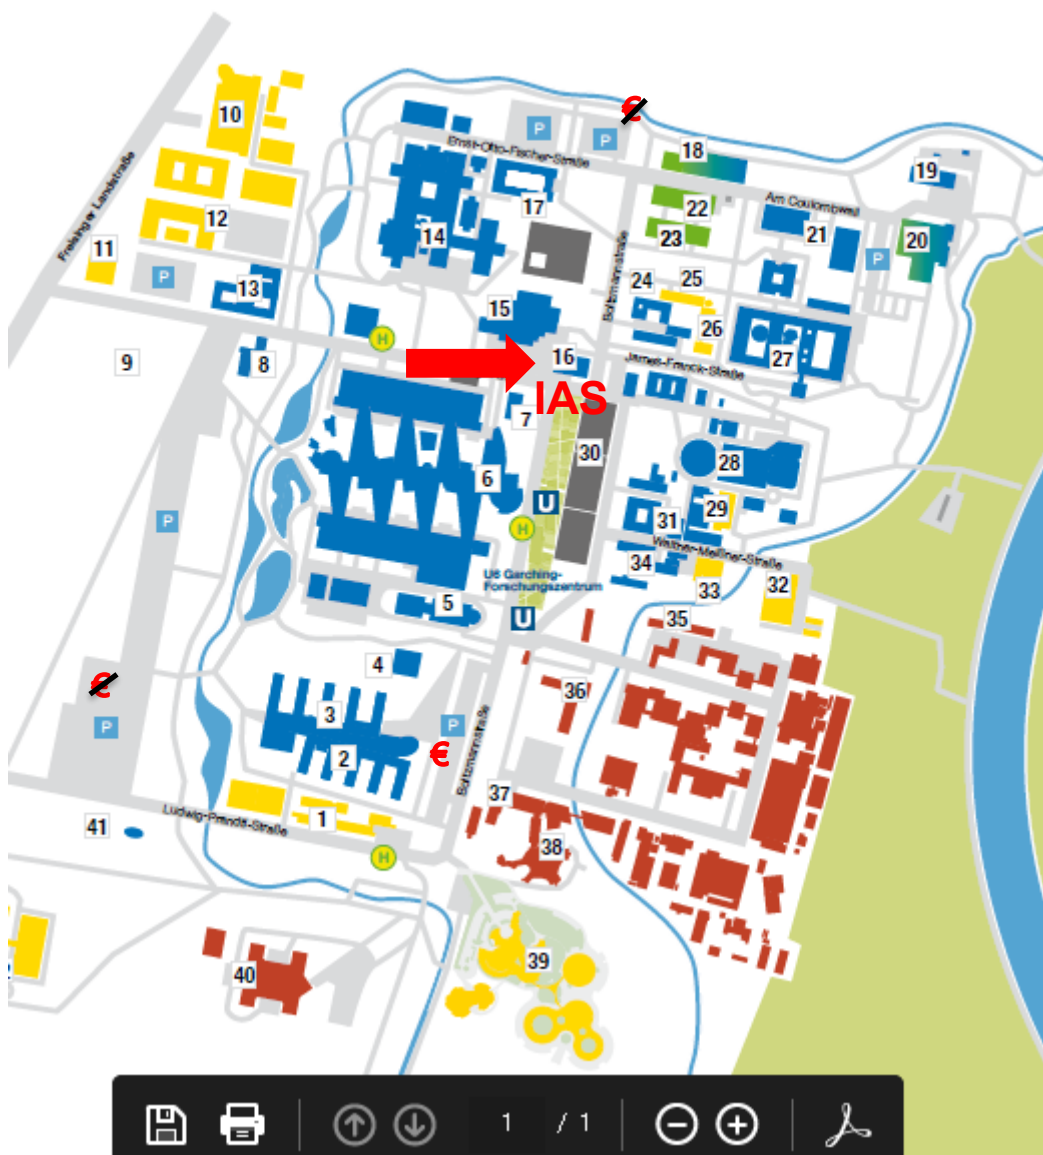 10
P
P
€
18
19
Ernst-Otto-Fischer-Straße
Am Coulombwall
Freisinger Landstraße
12
17
22
14
23
21
20
11
P
P
13
15
Boltzmannstraße
24
25
26
H
9
8
16
James-Franck-Straße
27
IAS
7
30
28
6
U
29
P
H
31
Walther-Meißner-Straße
U6 Garching-
Forschungszentrum
34
33
32
5
U
35
4
€
36
3
P
P
2
€
Boltzmannstraße
37
1
Ludwig-Prandtl-Straße
41
H
38
39
40
1 / 1